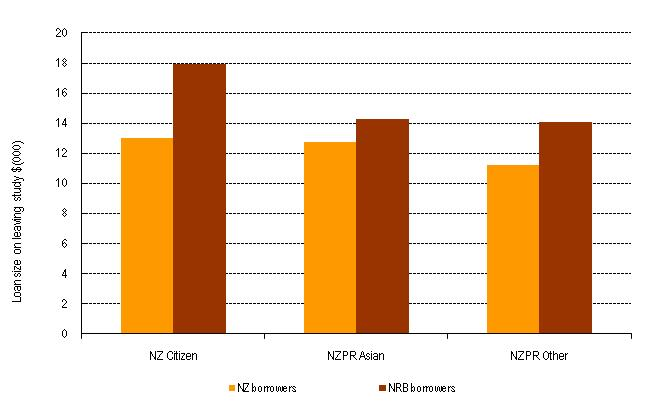 20
18
16
14
12
10
8
6
4
2
0
Loan size on leaving study $(000)
NZ Citizen
NZPR Asian
NZPR Other
NZ borrowers
NRB borrowers